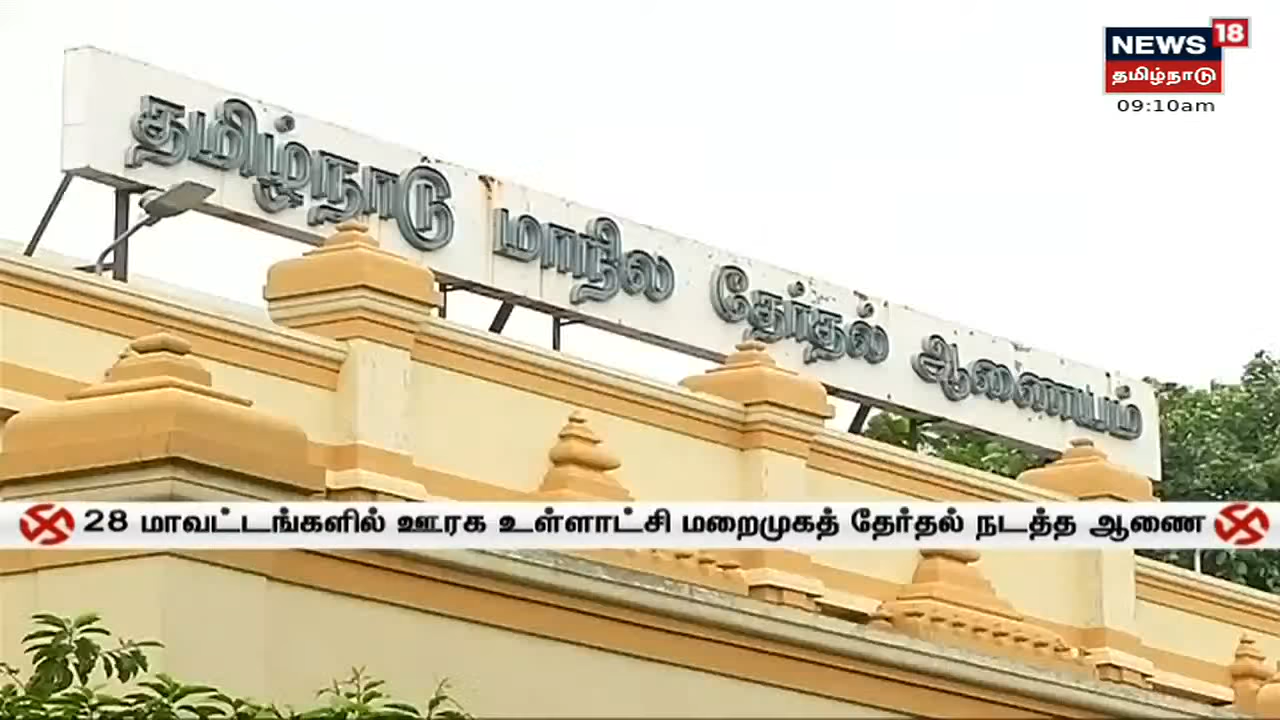 NEWS 18
தமிழ்நாடு
09:10am
தமிழ்நாடு மாநில தேர்தல் ஆணையம்
28 மாவட்டங்களில் ஊரக உள்ளாட்சி மறைமுகத் தேர்தல் நடத்த ஆணை